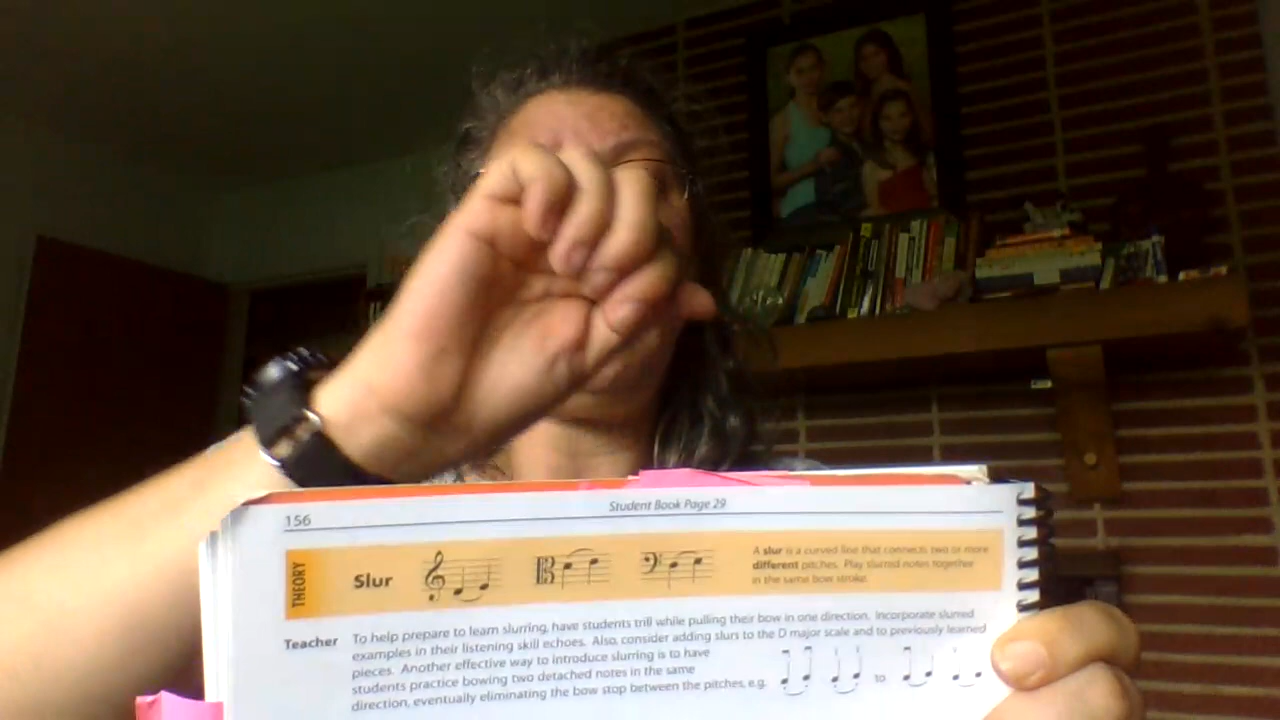 156
Student Book Page 29
THEORY
Slur
A slur is a curved line that connects two or more
different pitches. Play slurred notes together
in the same bow stroke.
Teacher
To help prepare to learn slurring, have students trill while pulling their bow in one direction. Incorporate slurred
examples in their listening skill echoes. Also, consider adding slurs to the D major scale and to previously learned
pieces. Another effective way to introduce slurring is to have
students practice bowing two detached notes in the same
direction, eventually eliminating the bow stop between the pitches, e.g.
to